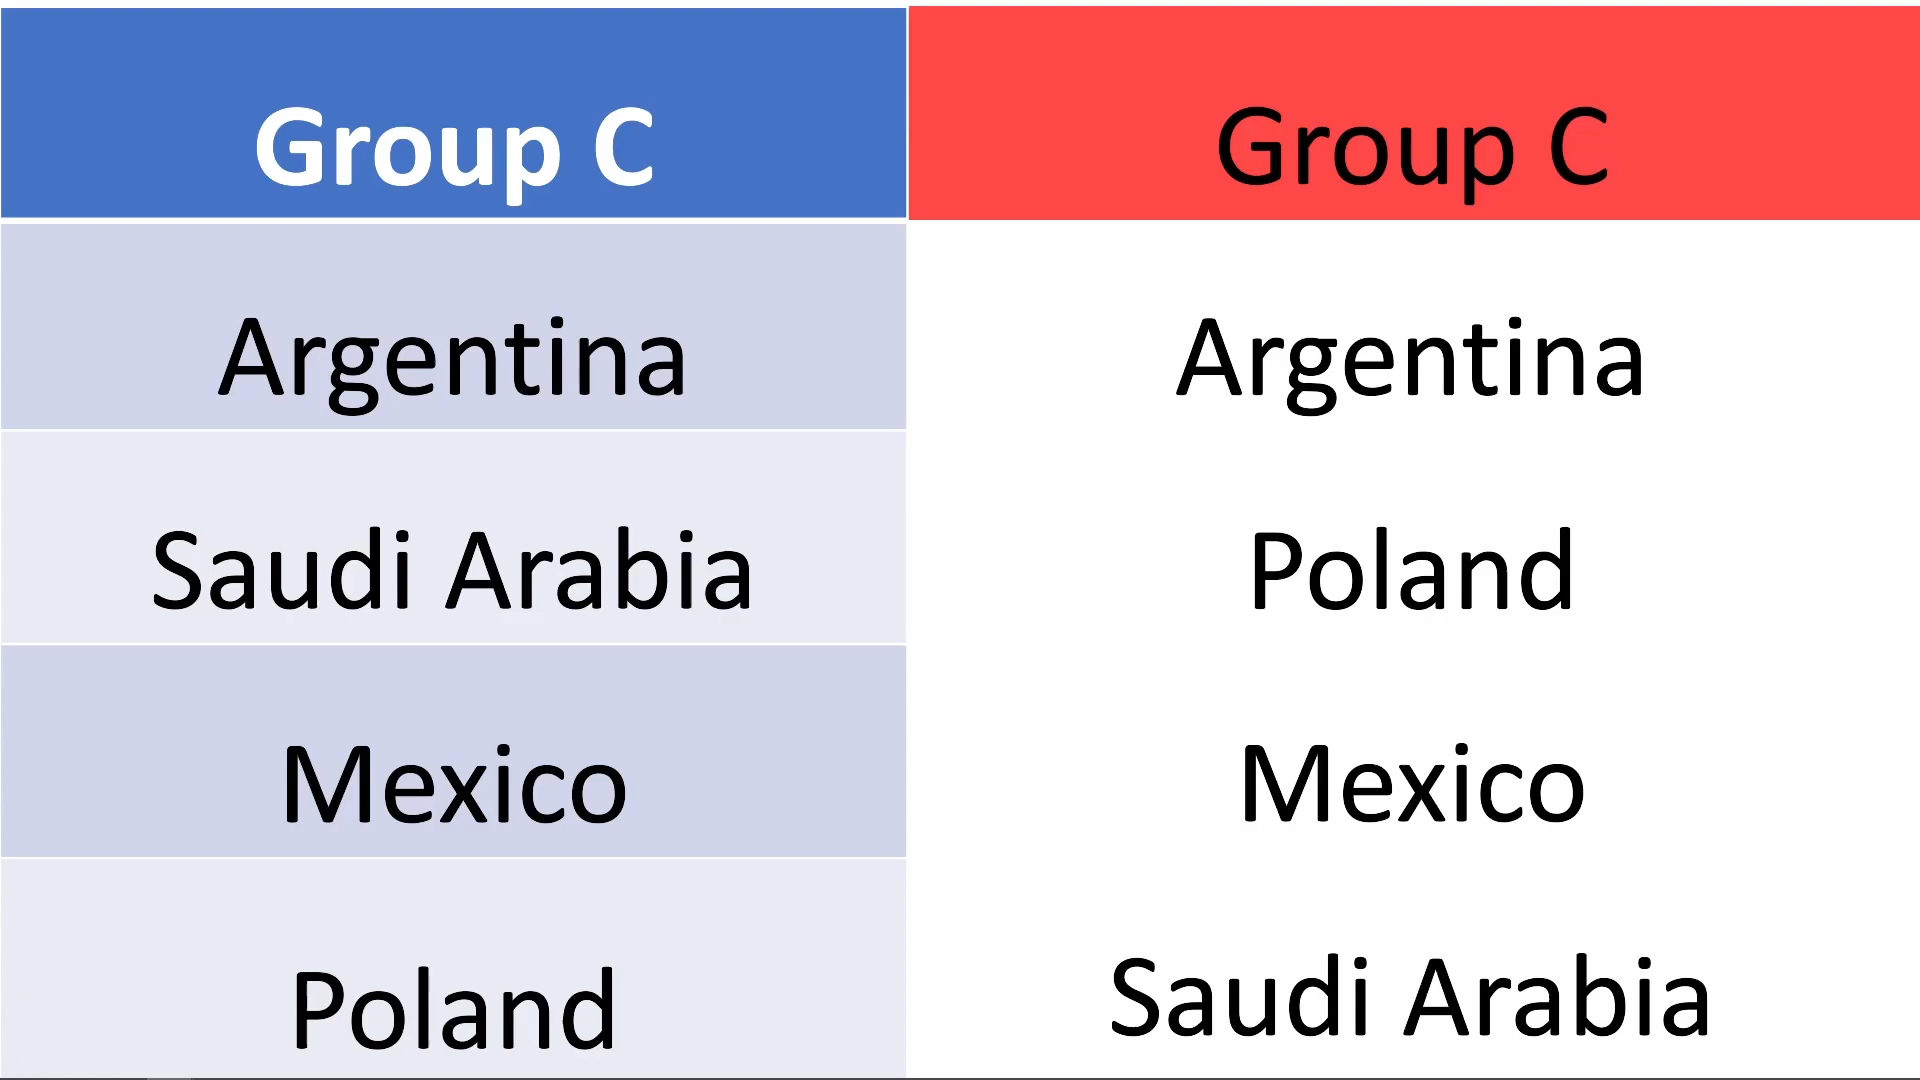 Group C Group C
Argentina Argentina
Saudi Arabia Poland
Mexico Mexico
Poland Saudi Arabia